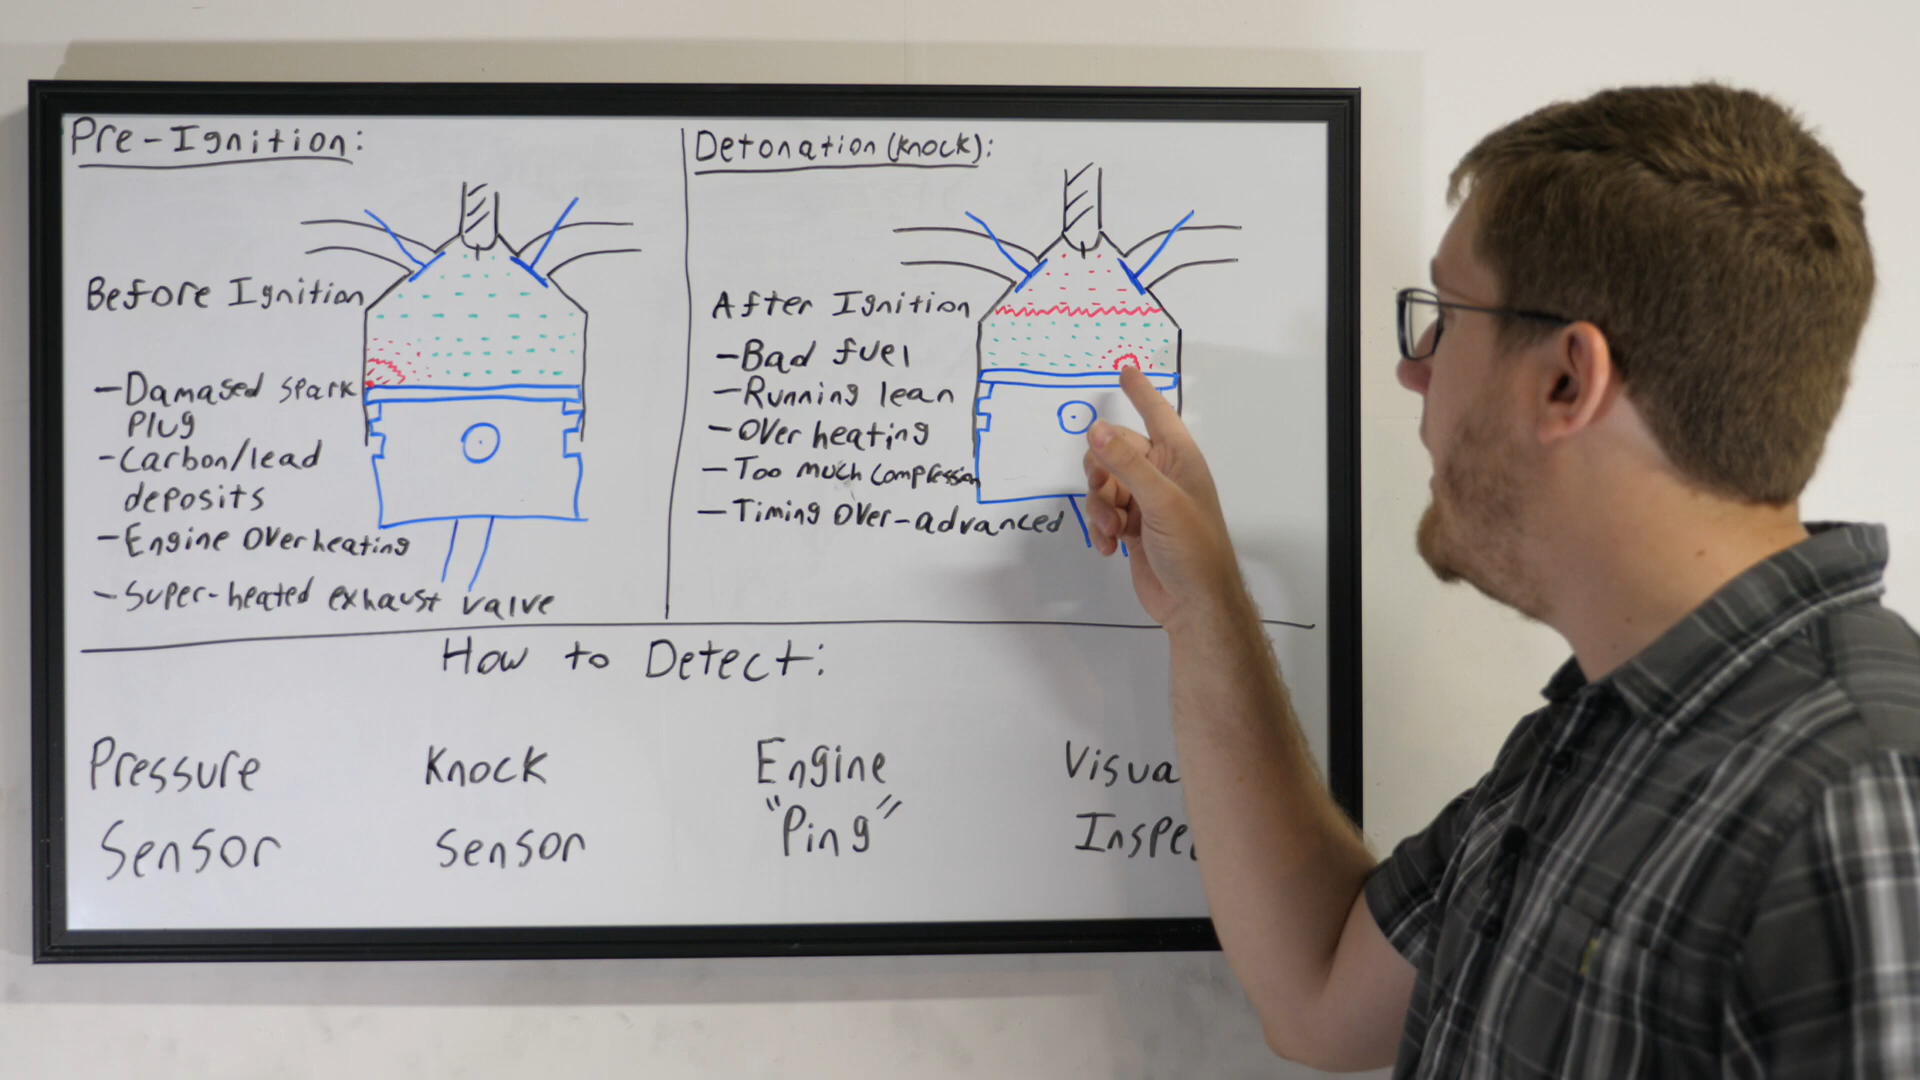 Pre-Ignition:
Before Ignition
-Damaged spark
plug
-Carbon/lead
deposits
-Engine Overheating
-Super-heated exhaust valve
Detonation (knock):
After Ignition
-Bad fuel
-Running lean
-Over heating
-Too much compression
-Timing over-advanced
How to Detect:
Pressure
Sensor
Knock
Sensor
Engine
"Ping"
Visua
Inspe